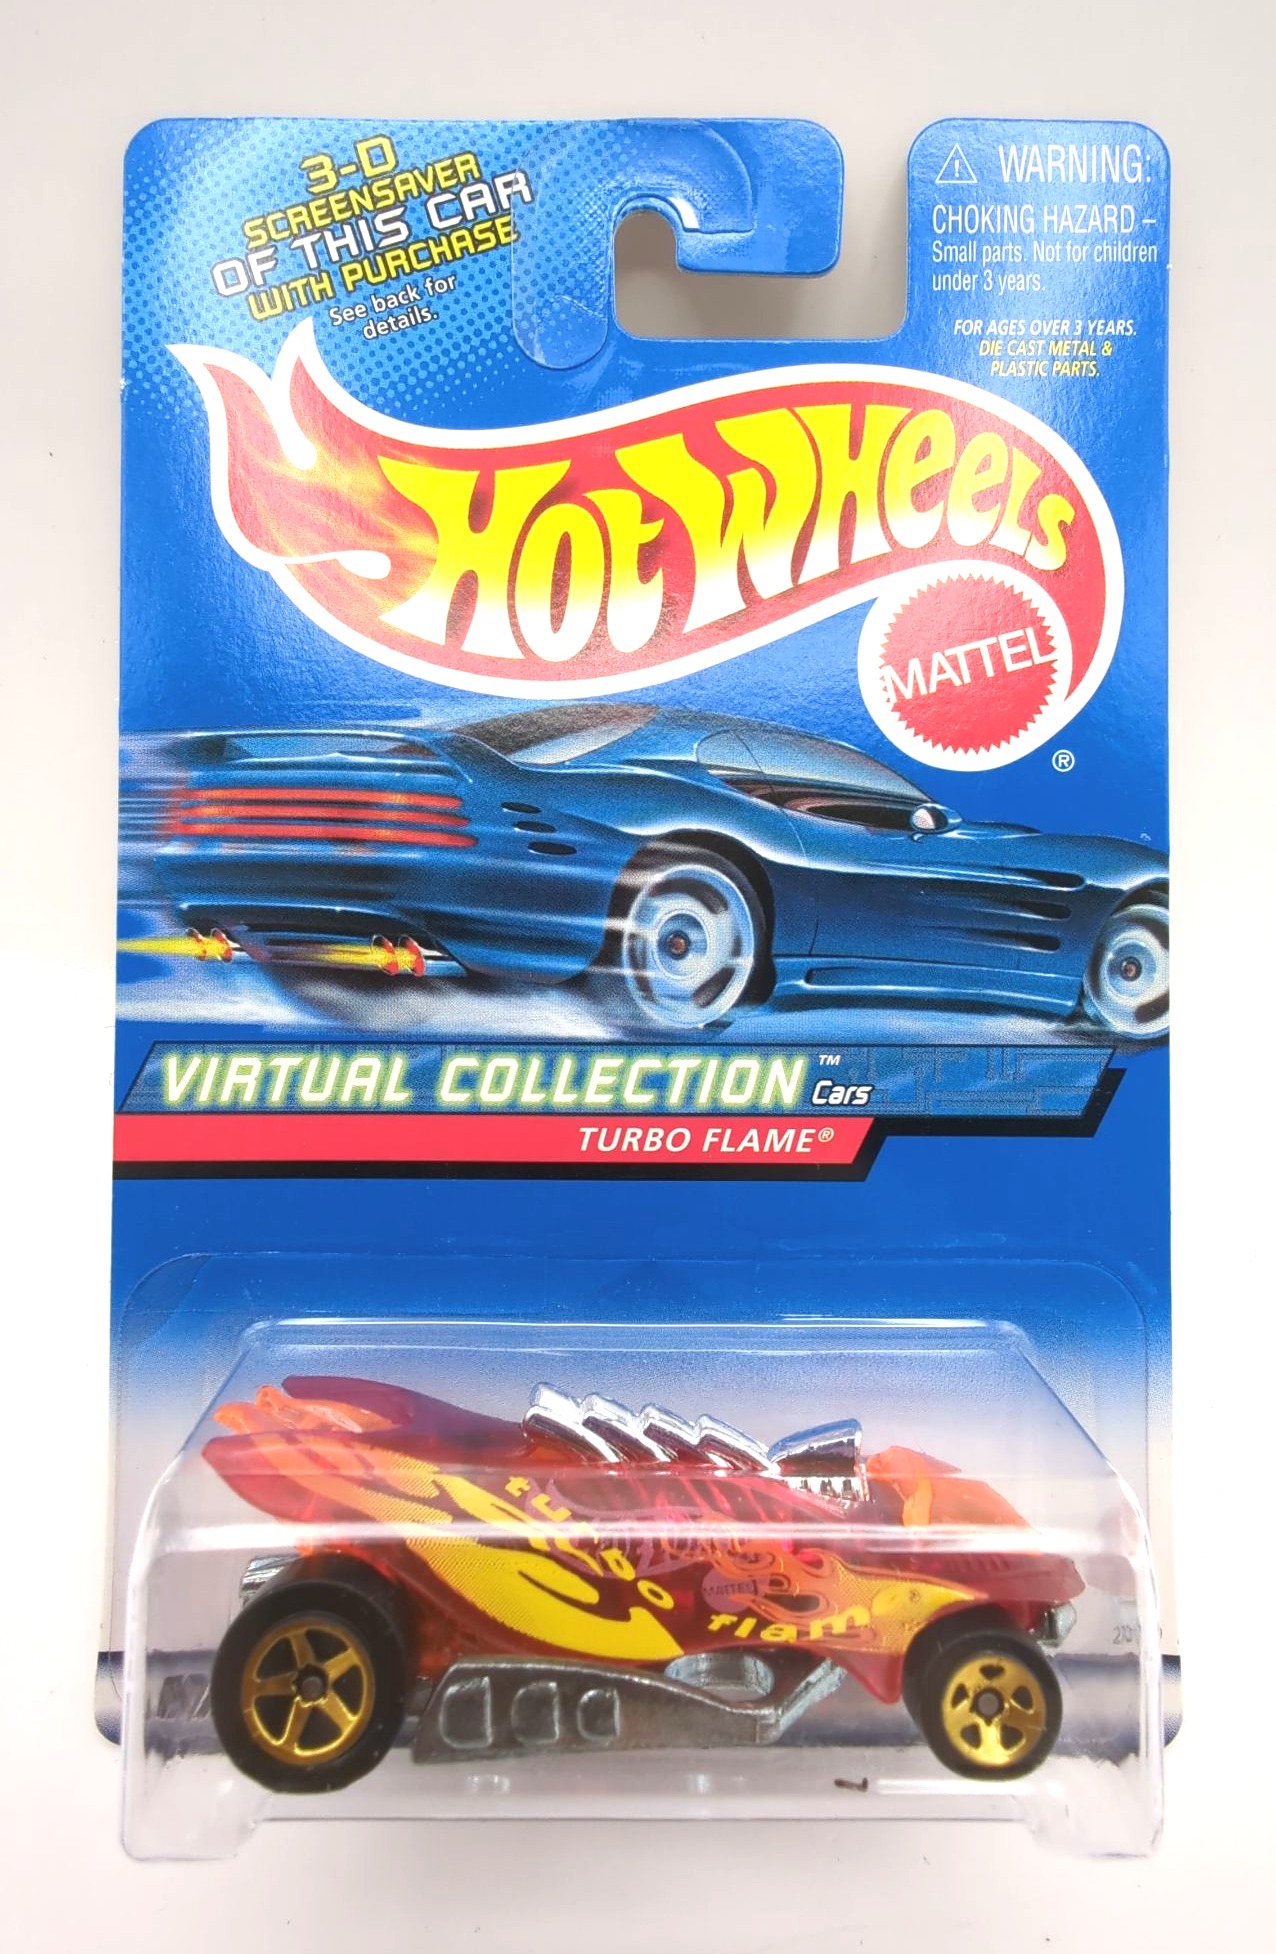 3-D
SCREENSAVER
OF THIS CAR
WITH PURCHASE
See back for
details.
WARNING:
CHOKING HAZARD –
Small parts. Not for children
under 3 years.
FOR AGES OVER 3 YEARS.
DIE CAST METAL &
PLASTIC PARTS.
HOT WHEELS
MATTEL
®
VIRTUAL COLLECTION™
Cars
TURBO FLAME®
turbo
flame®
MATTEL